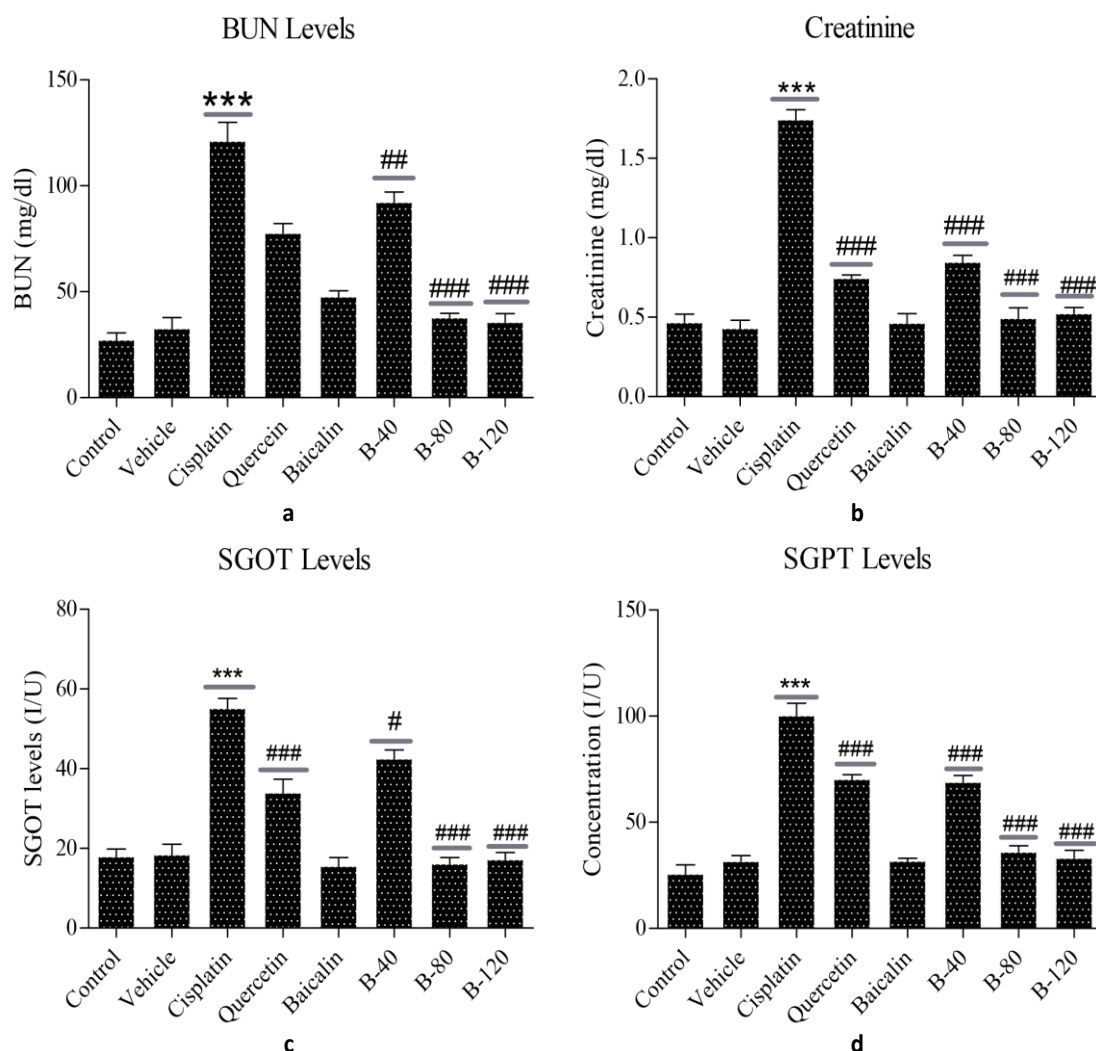 BUN Levels
BUN (mg/dl)
150
100
50
0
***
##
###
###
Control
Vehicle
Cisplatin
Quercein
Baicalin
B-40
B-80
B-120
a
Creatinine
Creatinine (mg/dl)
2.0
1.5
1.0
0.5
0.0
***
###
###
###
###
Control
Vehicle
Cisplatin
Quercetin
Baicalin
B-40
B-80
B-120
b
SGOT Levels
SGOT levels (I/U)
80
60
40
20
0
***
###
#
###
###
Control
Vehicle
Cisplatin
Quercetin
Baicalin
B-40
B-80
B-120
c
SGPT Levels
Concentration (I/U)
150
100
50
0
***
###
###
###
###
Control
Vehicle
Cisplatin
Quercetin
Baicalin
B-40
B-80
B-120
d